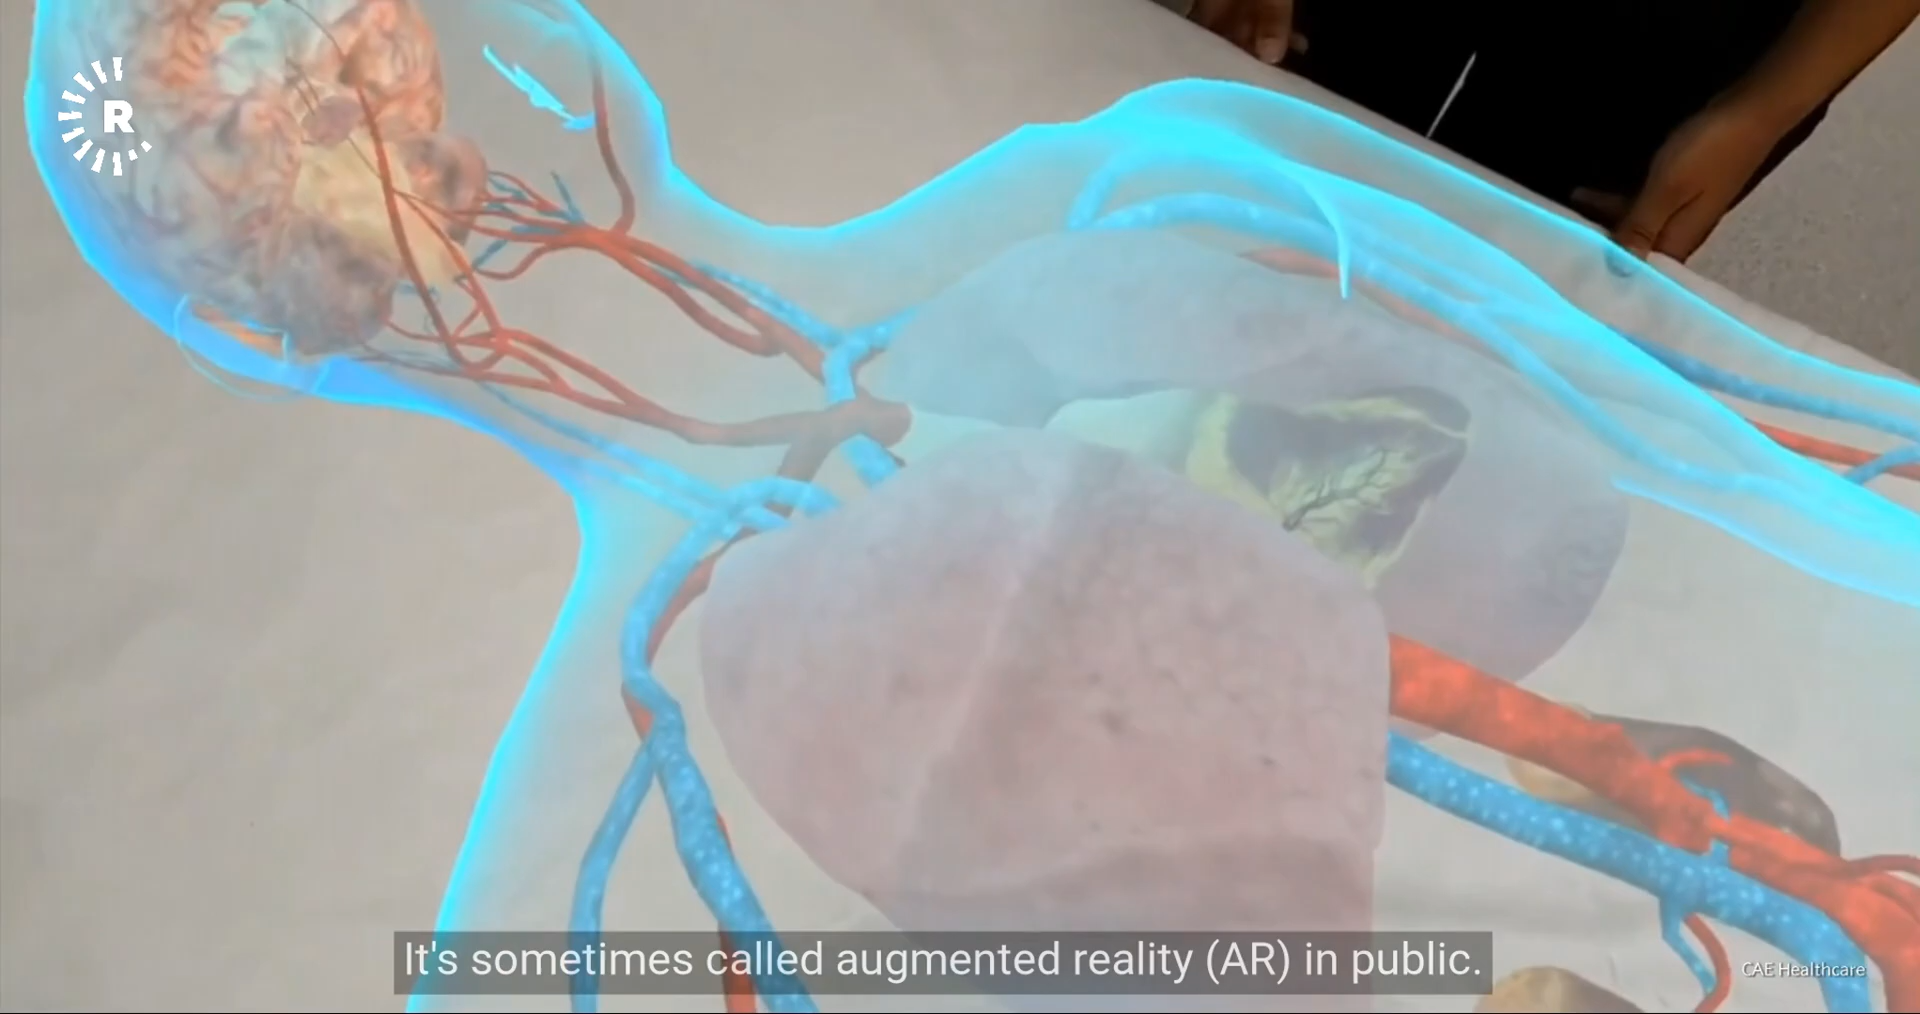 R
It's sometimes called augmented reality (AR) in public.
CAE Healthcare